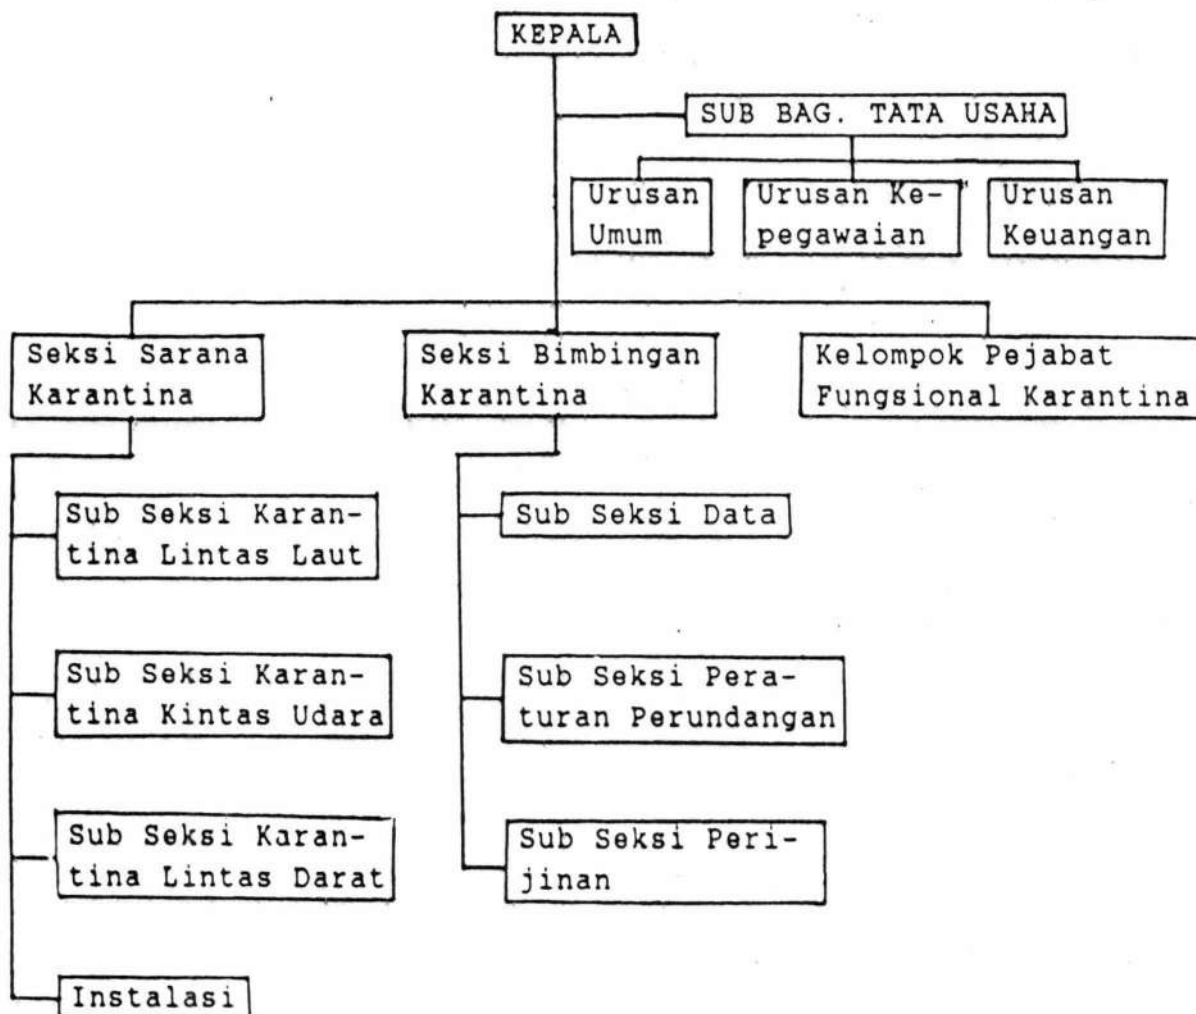 KEPALA
SUB BAG. TATA USAHA
Urusan
Umum
Urusan Ke-
pegawaian
Urusan
Keuangan
Seksi Sarana
Karantina
Seksi Bimbingan
Karantina
Kelompok Pejabat
Fungsional Karantina
Sub Seksi Karan-
tina Lintas Laut
Sub Seksi Data
Sub Seksi Karan-
tina Kintas Udara
Sub Seksi Pera-
turan Perundangan
Sub Seksi Karan-
tina Lintas Darat
Sub Seksi Peri-
jinan
Instalasi